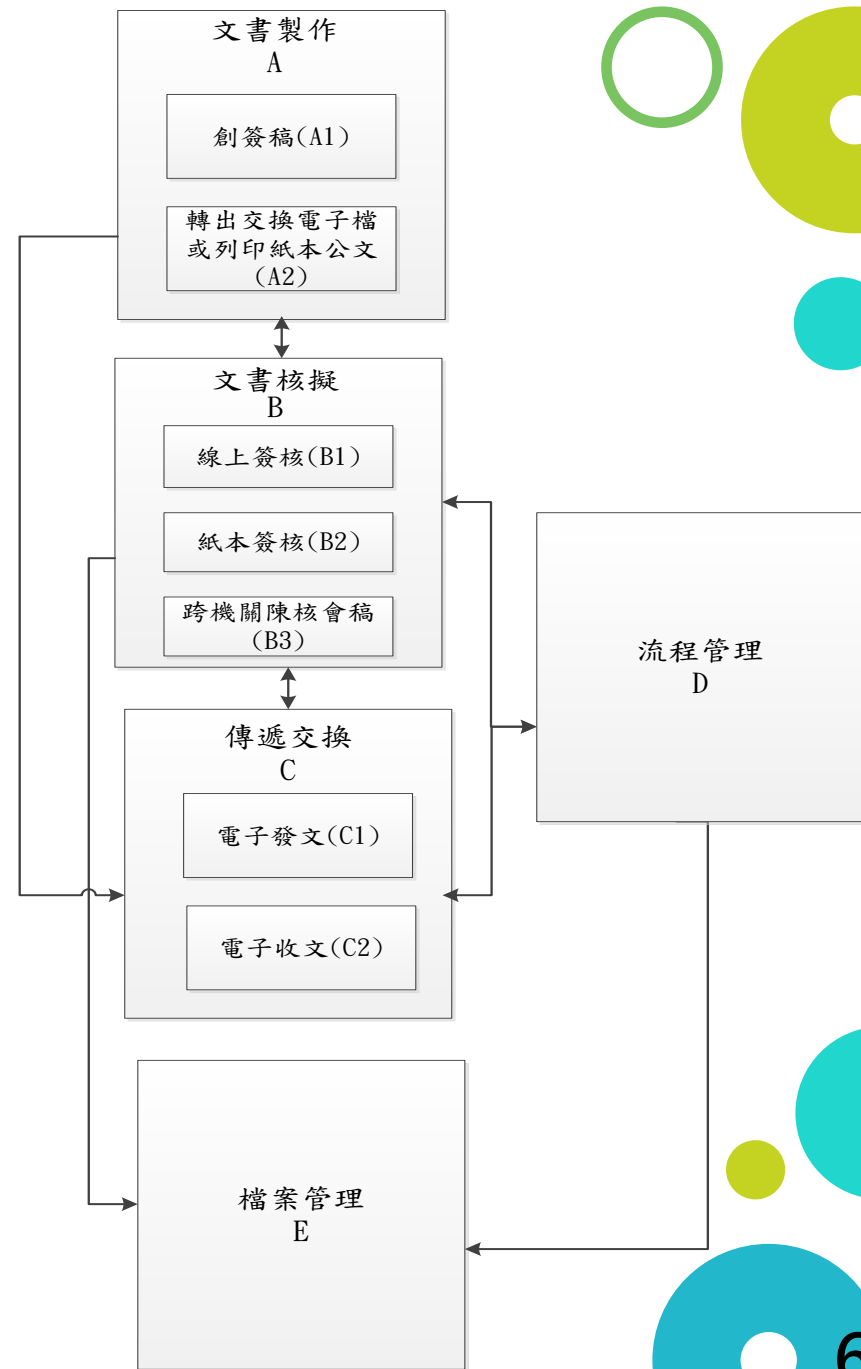 文書製作
A
創簽稿(A1)
轉出交換電子檔
或列印紙本公文
(A2)
文書核擬
B
線上簽核(B1)
紙本簽核(B2)
跨機關陳核會稿
(B3)
傳遞交換
C
電子發文(C1)
電子收文(C2)
流程管理
D
檔案管理
E
6